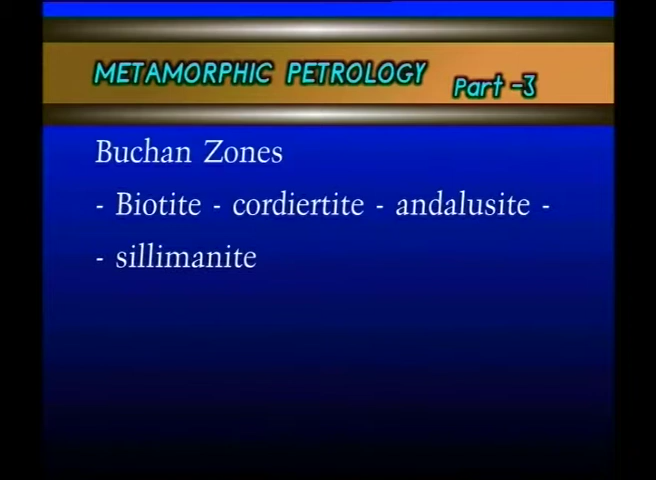 METAMORPHIC PETROLOGY Part -3
Buchan Zones
- Biotite - cordiertite - andalusite -
- sillimanite